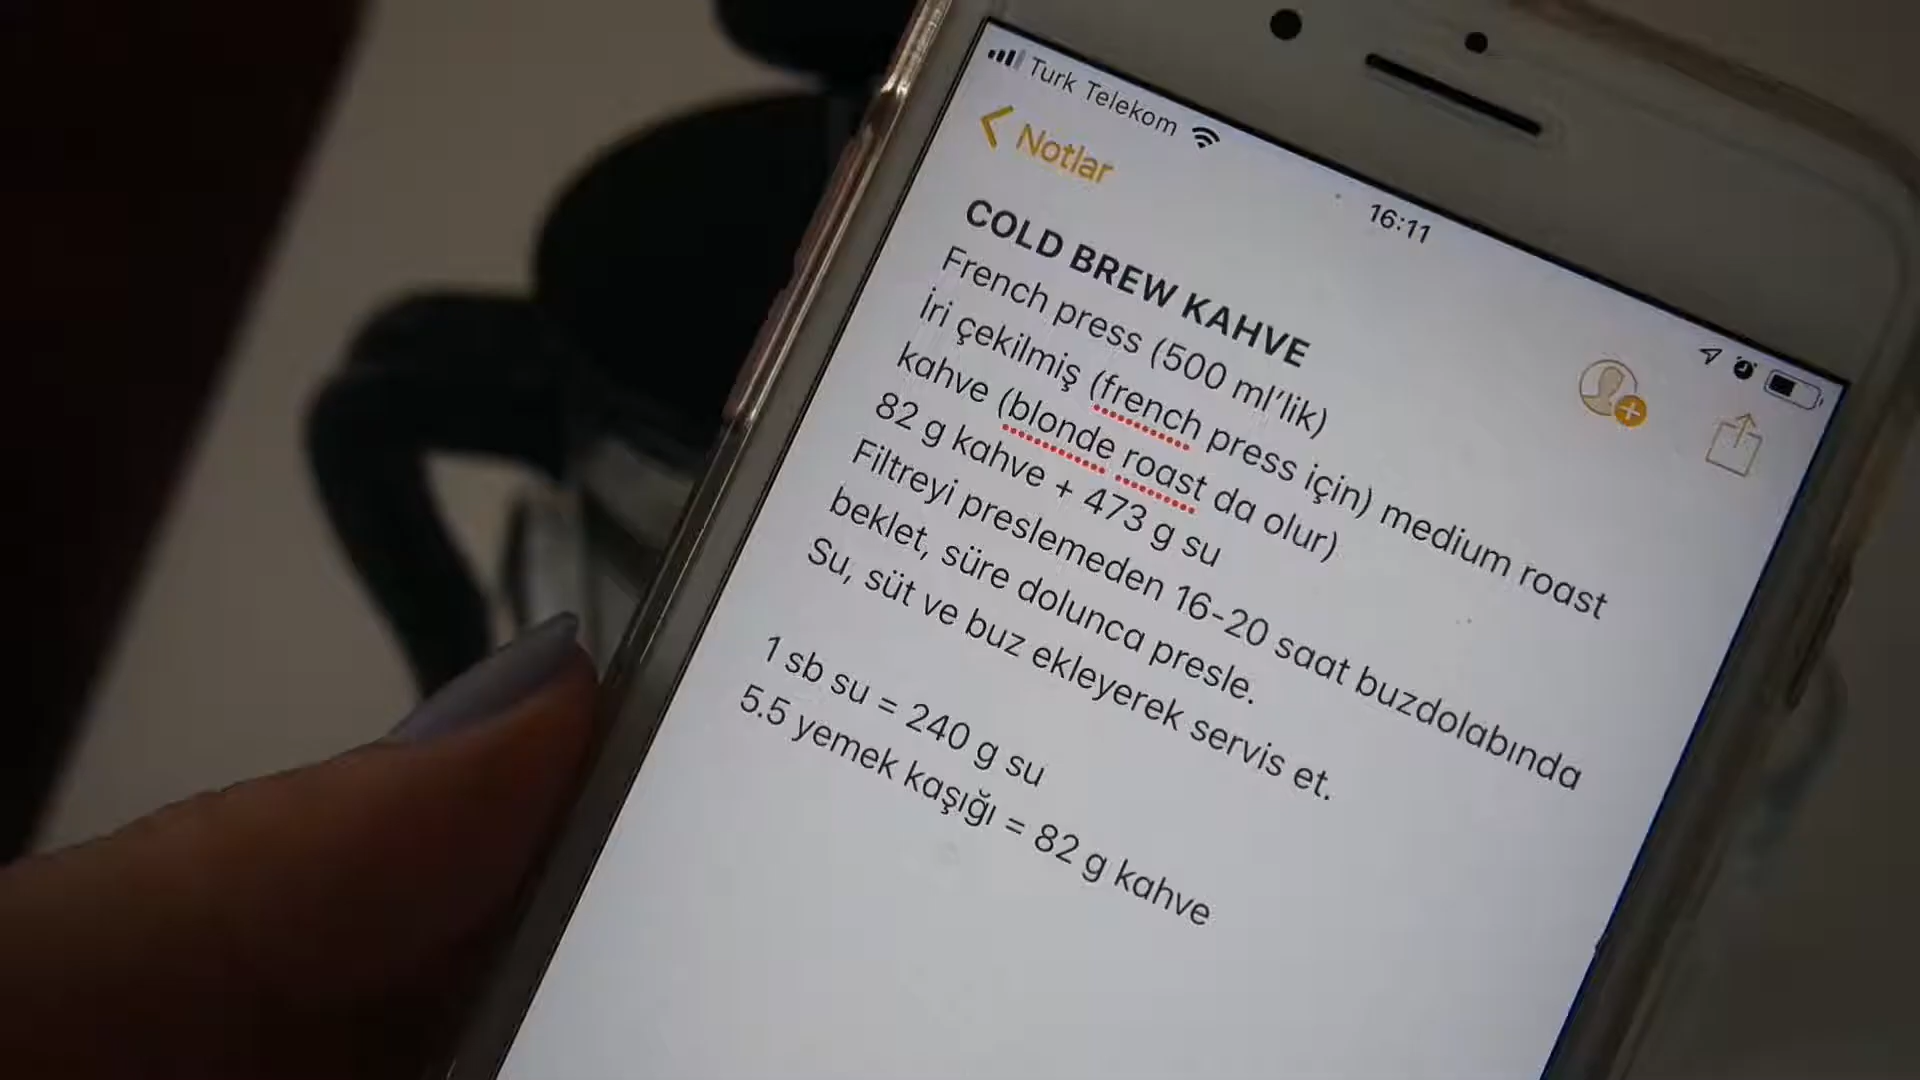 Turk Telekom
16:11
Notlar
COLD BREW KAHVE
French press (500 ml’lik)
İri çekilmiş (french press için) medium roast
kahve (blonde roast da olur)
82 g kahve + 473 g su
Filtreyi preslemeden 16-20 saat buzdolabında
beklet, süre dolunca presle.
Su, süt ve buz ekleyerek servis et.
1 sb su = 240 g su
5.5 yemek kaşığı = 82 g kahve